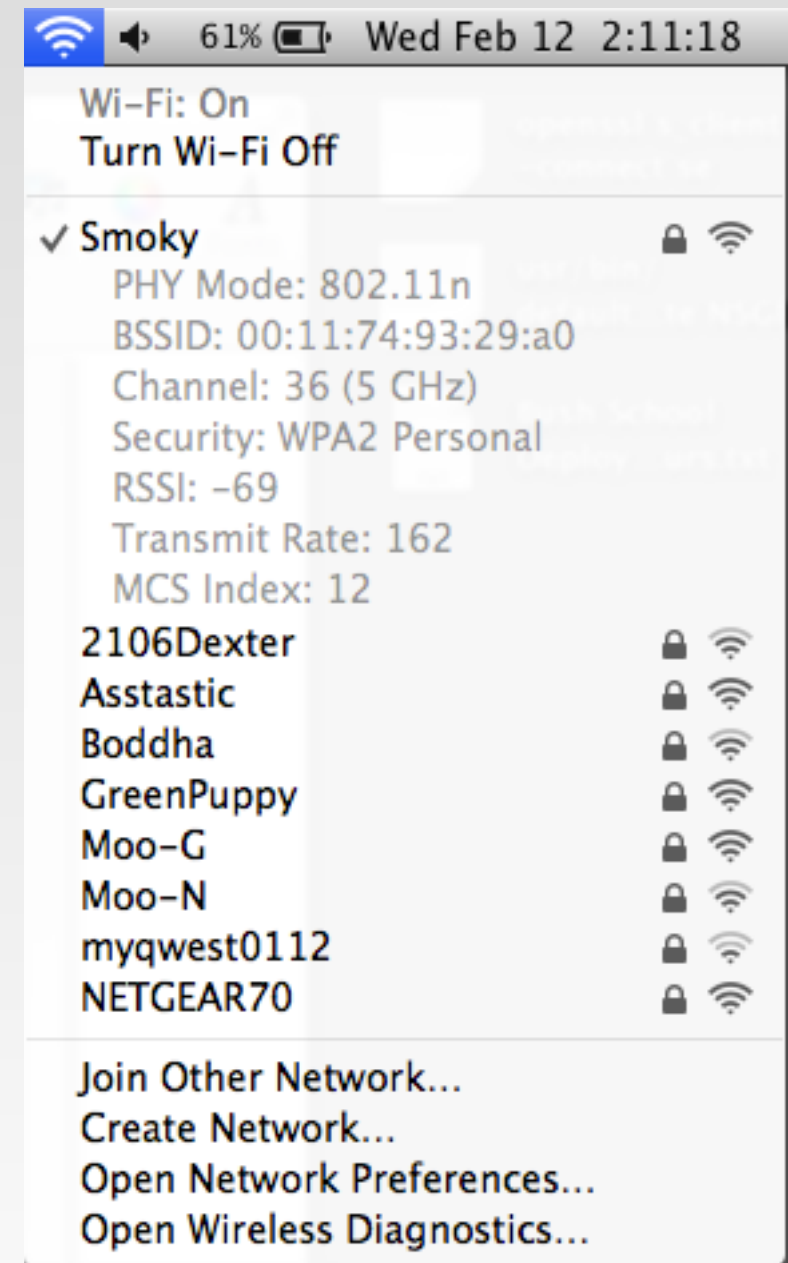 61% Wed Feb 12 2:11:18
Wi-Fi: On
Turn Wi-Fi Off
✓ Smoky
PHY Mode: 802.11n
BSSID: 00:11:74:93:29:a0
Channel: 36 (5 GHz)
Security: WPA2 Personal
RSSI: -69
Transmit Rate: 162
MCS Index: 12
2106Dexter
Asstastic
Boddha
GreenPuppy
Moo-G
Moo-N
myqwest0112
NETGEAR70
Join Other Network...
Create Network...
Open Network Preferences...
Open Wireless Diagnostics...